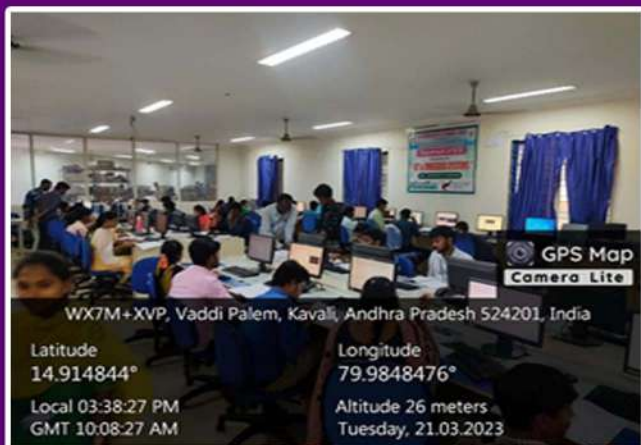 GPS Map
Camera Lite
WX7M+XVP, Vaddi Palem, Kavali, Andhra Pradesh 524201, India
Latitude
14.914844°
Longitude
79.9848476°
Local 03:38:27 PM
GMT 10:08:27 AM
Altitude 26 meters
Tuesday, 21.03.2023